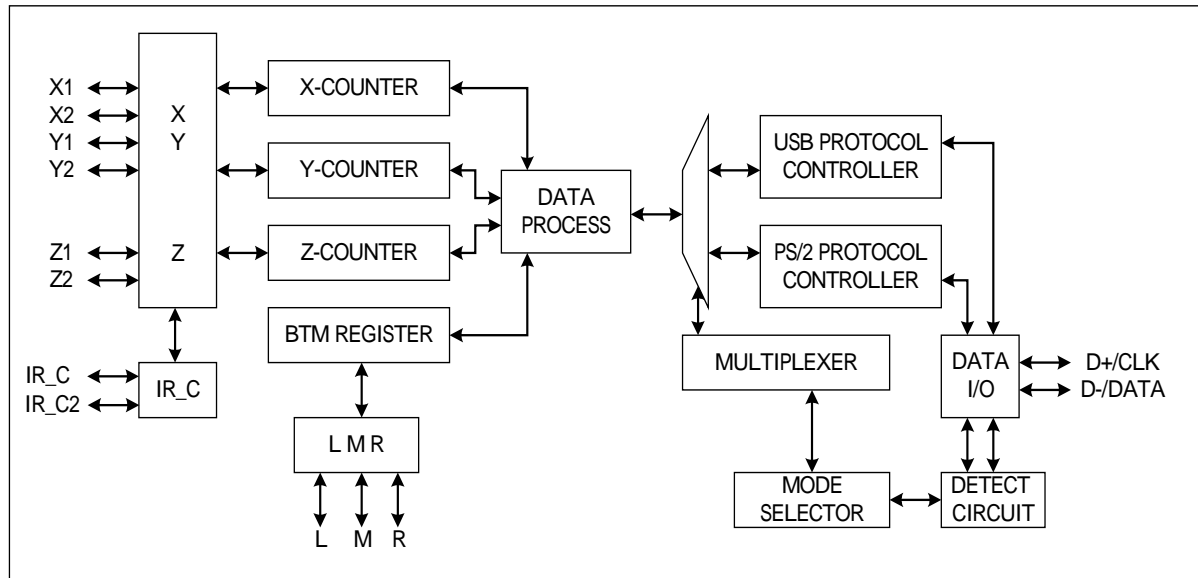 X1
X2
Y1
Y2
Z1
Z2
X
Y
Z
IR_C
IR_C2
IR_C
X-COUNTER
Y-COUNTER
Z-COUNTER
BTM REGISTER
L M R
L M R
DATA
PROCESS
USB PROTOCOL
CONTROLLER
PS/2 PROTOCOL
CONTROLLER
MULTIPLEXER
MODE
SELECTOR
DATA
I/O
DETECT
CIRCUIT
D+/CLK
D-/DATA